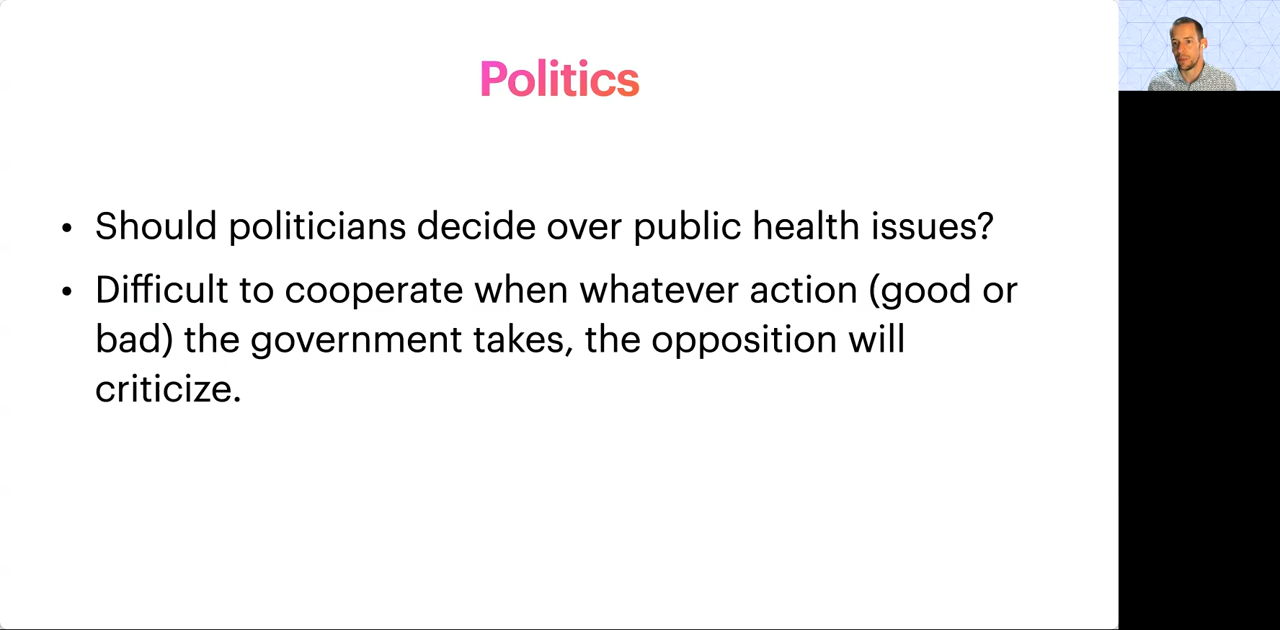 Politics
• Should politicians decide over public health issues?
• Difficult to cooperate when whatever action (good or
bad) the government takes, the opposition will
criticize.